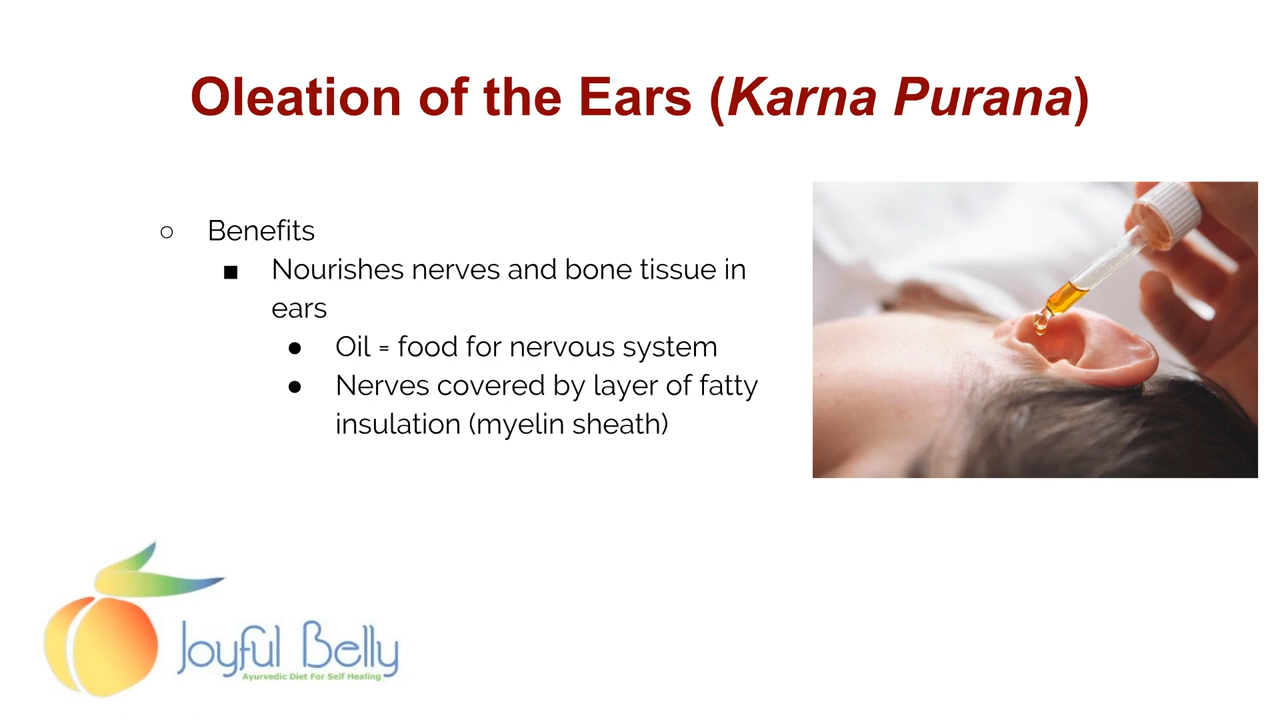 Oleation of the Ears (Karna Purana)
○ Benefits
■ Nourishes nerves and bone tissue in
ears
● Oil = food for nervous system
● Nerves covered by layer of fatty
insulation (myelin sheath)
Joyful Belly
Ayurvedic Diet For Self Healing